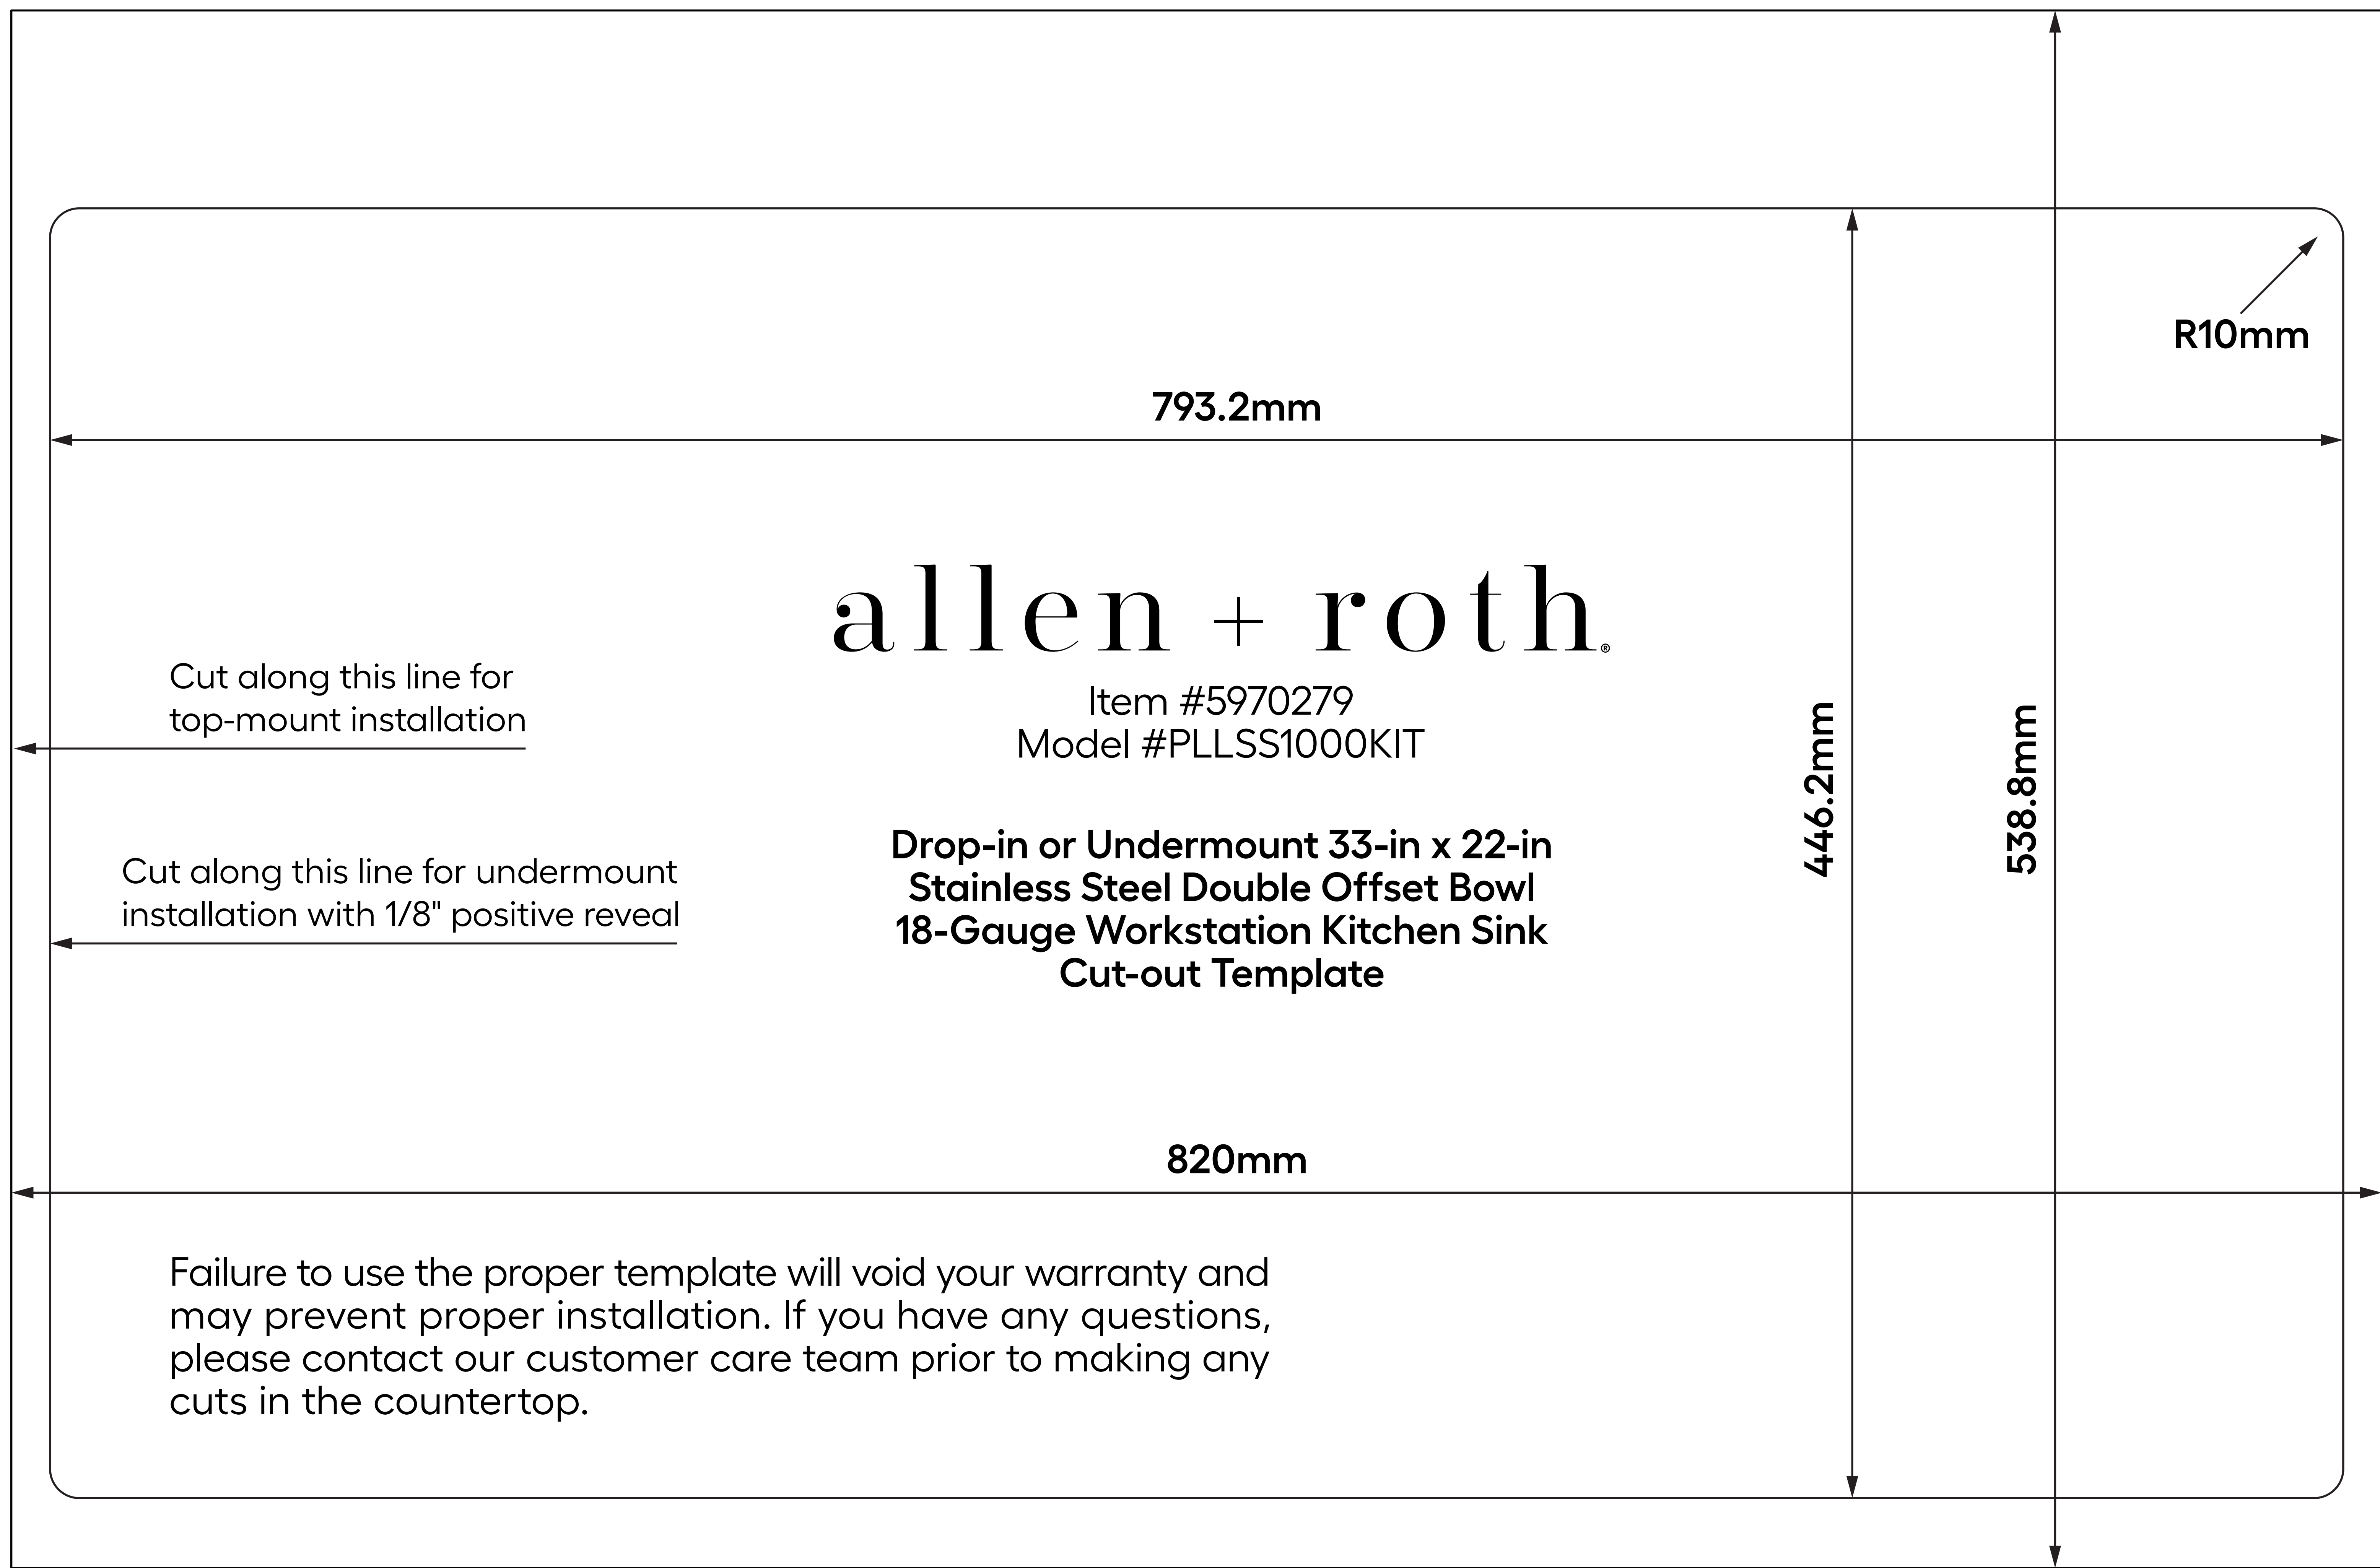 R10mm
793.2mm
allen + roth®
Cut along this line for
top-mount installation
Item #5970279
Model #PLLSS1000KIT
446.2mm
538.8mm
Drop-in or Undermount 33-in x 22-in
Stainless Steel Double Offset Bowl
18-Gauge Workstation Kitchen Sink
Cut-out Template
Cut along this line for undermount
installation with 1/8" positive reveal
820mm
Failure to use the proper template will void your warranty and
may prevent proper installation. If you have any questions,
please contact our customer care team prior to making any
cuts in the countertop.